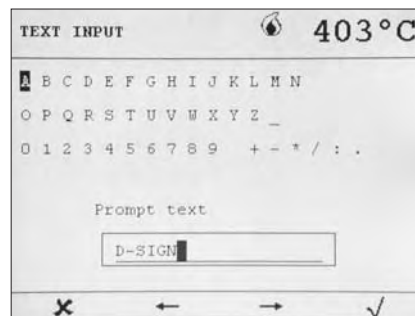 TEXT INPUT 403°C
A B C D E F G H I J K L M N
O P Q R S T U V W X Y Z _
0 1 2 3 4 5 6 7 8 9 + - * / : .
Prompt text
D-SIGN